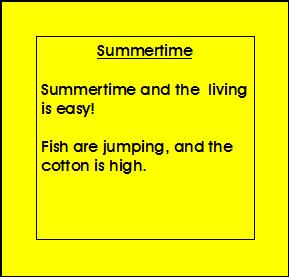 Summertime
Summertime and the  living
is easy!
Fish are jumping, and the
cotton is high.